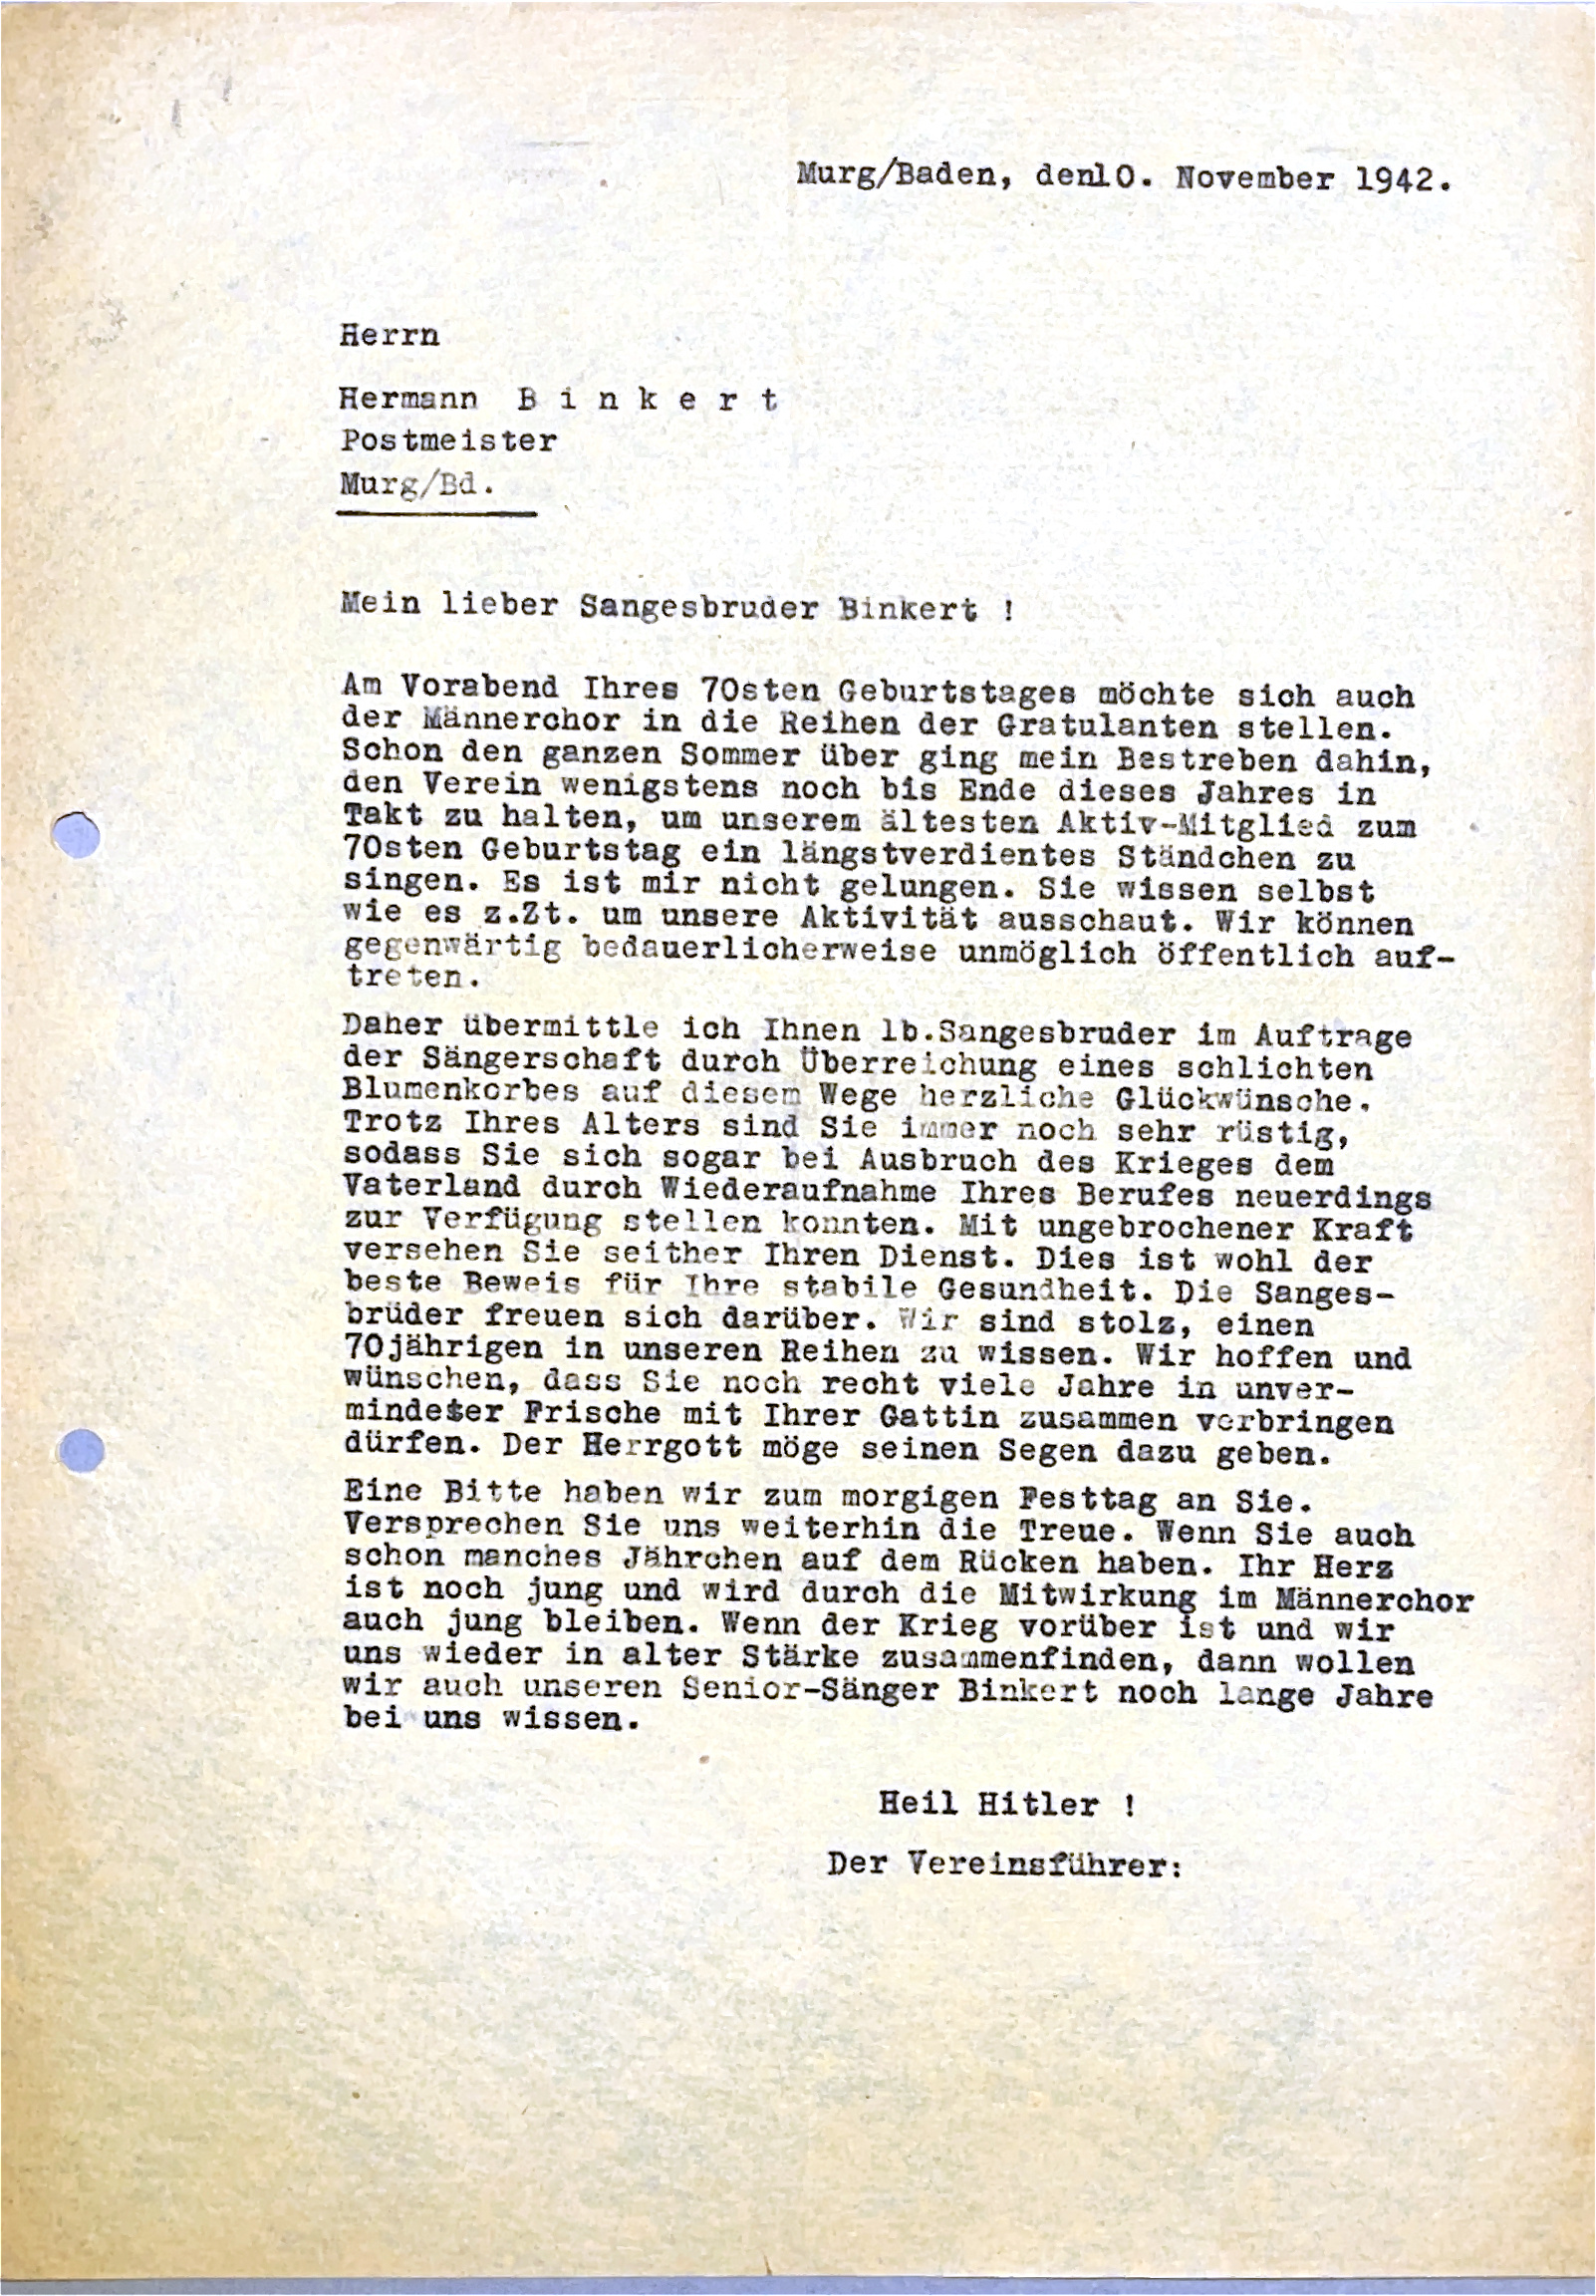 Murg/Baden, den10. November 1942.
Herrn
Hermann B i n k e r t
Postmeister
Murg/Bd.
Mein lieber Sangesbruder Binkert !
Am Vorabend Ihres 70sten Geburtstages möchte sich auch
der Männerchor in die Reihen der Gratulanten stellen.
Schon den ganzen Sommer über ging mein Bestreben dahin,
den Verein wenigstens noch bis Ende dieses Jahres in
Takt zu halten, um unserem ältesten Aktiv-Mitglied zum
70sten Geburtstag ein längstverdientes Ständchen zu
singen. Es ist mir nicht gelungen. Sie wissen selbst
wie es z.Zt. um unsere Aktivität ausschaut. Wir können
gegenwärtig bedauerlicherweise unmöglich öffentlich auf-
treten.
Daher übermittle ich Ihnen lb.Sangesbruder im Auftrage
der Sängerschaft durch Überreichung eines schlichten
Blumenkorbes auf diesem Wege herzliche Glückwünsche.
Trotz Ihres Alters sind Sie immer noch sehr rüstig,
sodass Sie sich sogar bei Ausbruch des Krieges dem
Vaterland durch Wiederaufnahme Ihres Berufes neuerdings
zur Verfügung stellen konnten. Mit ungebrochener Kraft
versehen Sie seither Ihren Dienst. Dies ist wohl der
beste Beweis für Ihre stabile Gesundheit. Die Sanges-
brüder freuen sich darüber. Wir sind stolz, einen
70jährigen in unseren Reihen zu wissen. Wir hoffen und
wünschen, dass Sie noch recht viele Jahre in unver-
mindeter Frische mit Ihrer Gattin zusammen verbringen
dürfen. Der Herrgott möge seinen Segen dazu geben.
Eine Bitte haben wir zum morgigen Festtag an Sie.
Versprechen Sie uns weiterhin die Treue. Wenn Sie auch
schon manches Jährchen auf dem Rücken haben. Ihr Herz
ist noch jung und wird durch die Mitwirkung im Männerchor
auch jung bleiben. Wenn der Krieg vorüber ist und wir
uns wieder in alter Stärke zusammenfinden, dann wollen
wir auch unseren Senior-Sänger Binkert noch lange Jahre
bei uns wissen.
Heil Hitler !
Der Vereinsführer: